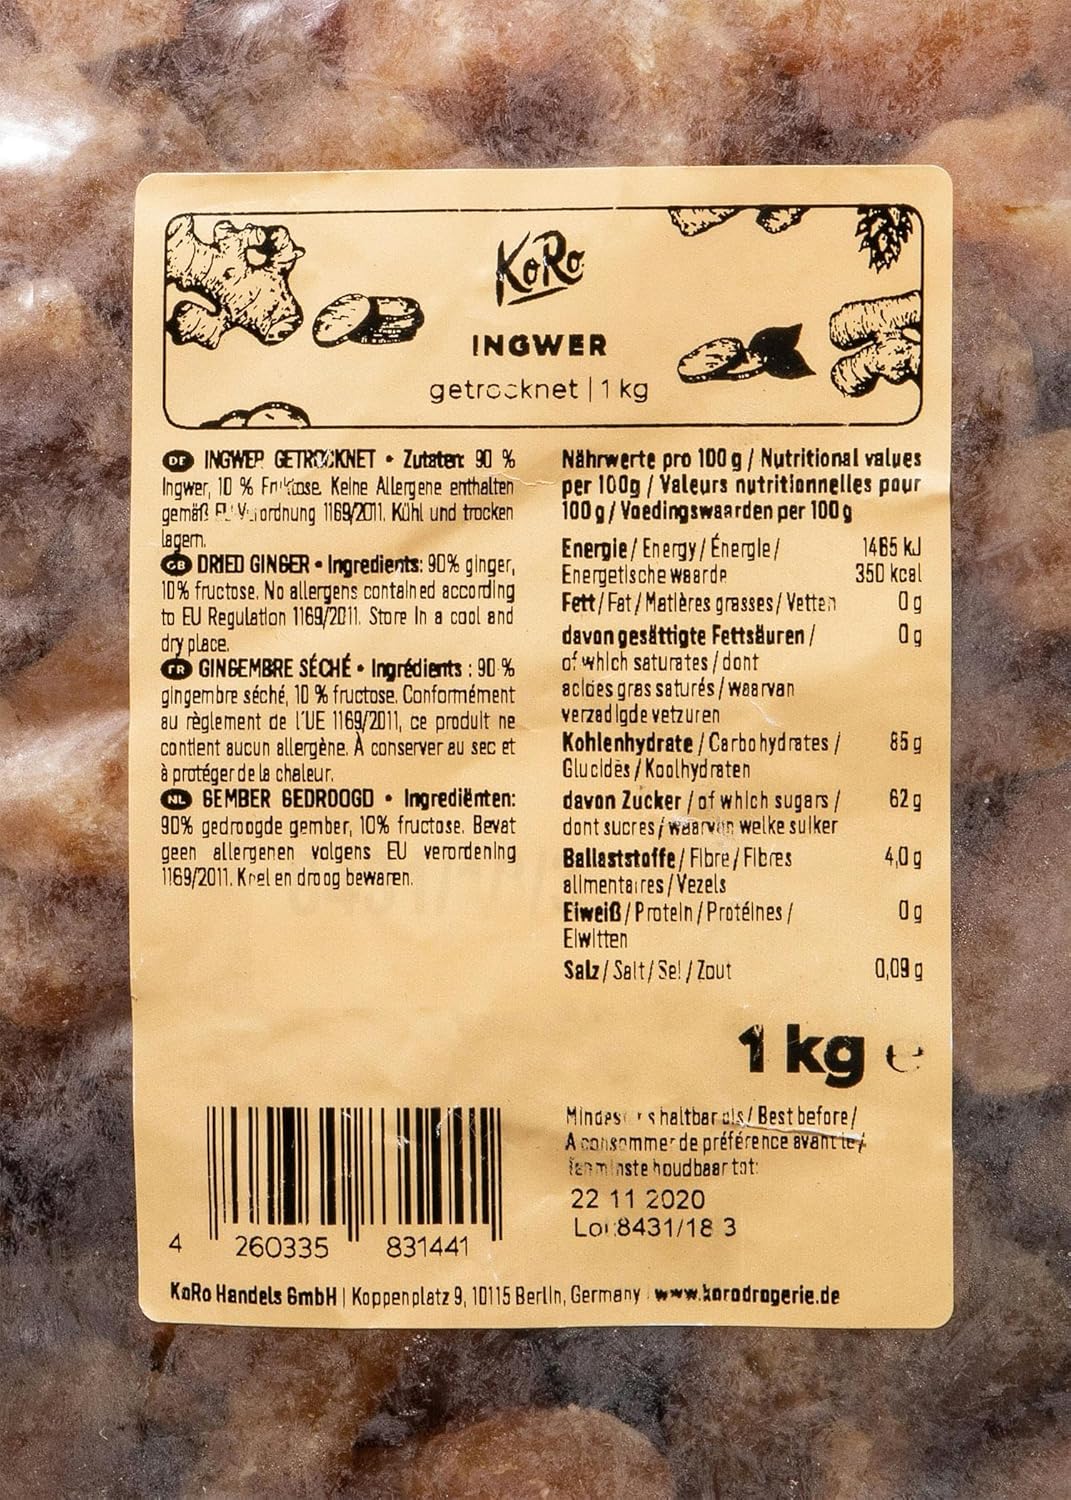 KoRo
INGWER
getrocknet | 1 kg
DE INGWER GETROCKNET • Zutaten: 90 %
Ingwer, 10 % Fruktose. Keine Allergene enthalten
gemäß EU Verordnung 1169/2011. Kühl und trocken
lagern.
GB DRIED GINGER • Ingredients: 90% ginger,
10% fructose. No allergens contained according
to EU Regulation 1169/2011. Store in a cool and
dry place.
FR GINGEMBRE SÉCHÉ • Ingrédients : 90 %
gingembre séché, 10 % fructose. Conformément
au règlement de l'UE 1169/2011, ce produit ne
contient aucun allergène. À conserver au sec et
à protéger de la chaleur.
NL GEMBER GEDROOGD • Ingrediënten:
90% gedroogde gember, 10% fructose. Bevat
geen allergenen volgens EU verordening
1169/2011. Koel en droog bewaren.
Nährwerte pro 100 g / Nutritional values
per 100g / Valeurs nutritionnelles pour
100 g / Voedingswaarden per 100 g
Energie / Energy / Énergie / 1465 kJ
Energetische waarde 350 kcal
Fett / Fat / Matières grasses / Vetten 0 g
davon gesättigte Fettsäuren / 0 g
of which saturates / dont
acides gras saturés / waarvan
verzadigde vetzuren
Kohlenhydrate / Carbohydrates / 85 g
Glucides / Koolhydraten
davon Zucker / of which sugars / 62 g
dont sucres / waarvan welke suiker
Ballaststoffe / Fibre / Fibres 4,0 g
alimentaires / Vezels
Eiweiß / Protein / Protéines / 0 g
Eiwitten
Salz / Salt / Sel / Zout 0,09 g
1 kg e
Mindestens haltbar bis / Best before /
A consommer de préférence avant le /
Tenminste houdbaar tot:
22 11 2020
Lot 8431/18 3
4 260335 831441
KoRo Handels GmbH | Koppenplatz 9, 10115 Berlin, Germany | www.korodrogerie.de